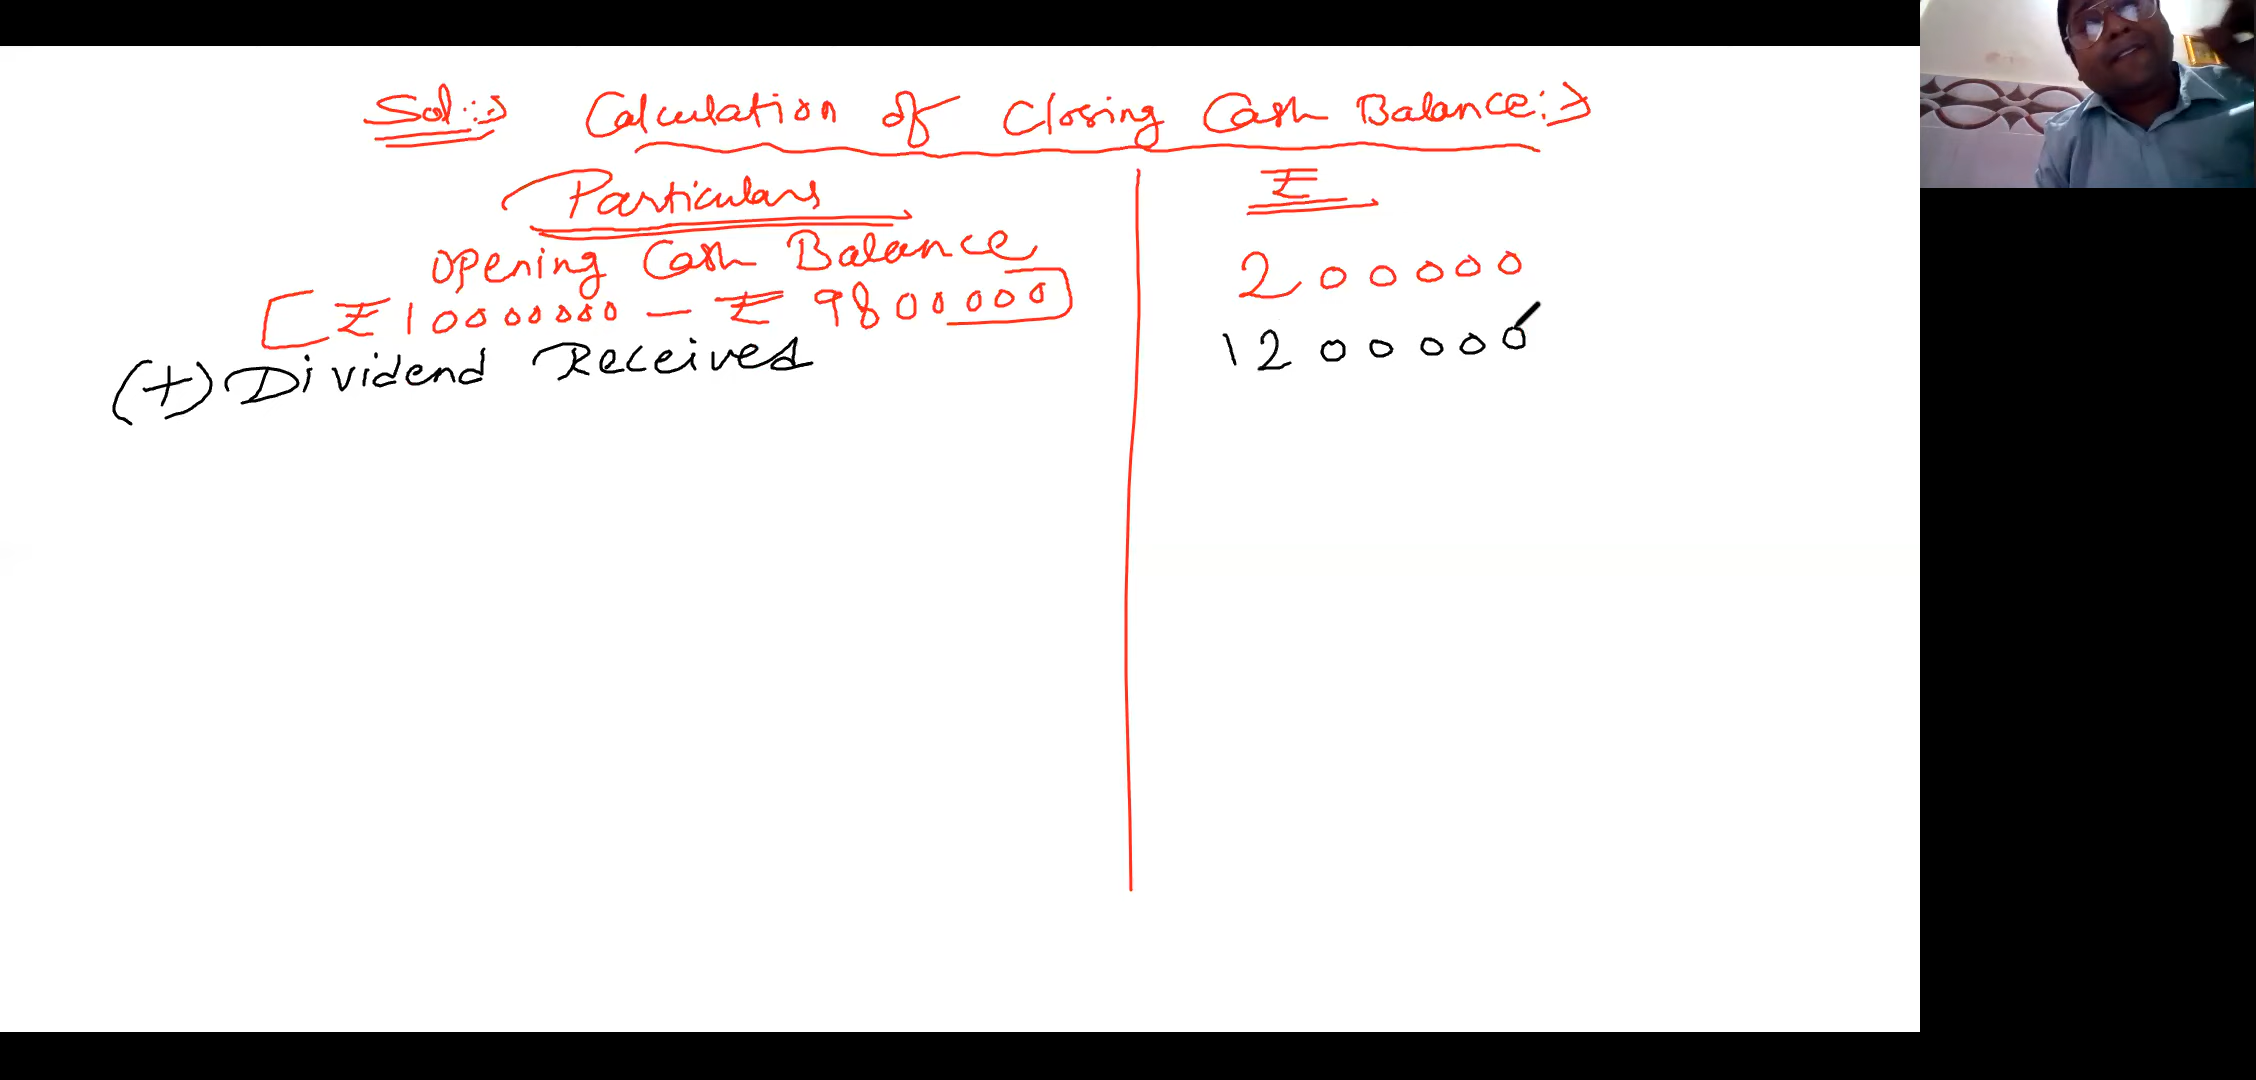 Sol:→ Calculation of Closing Cash Balance:→
Particulars ₹
Opening Cash Balance 200000
[₹10000000 — ₹9800000]
(+) Dividend Received 1200000